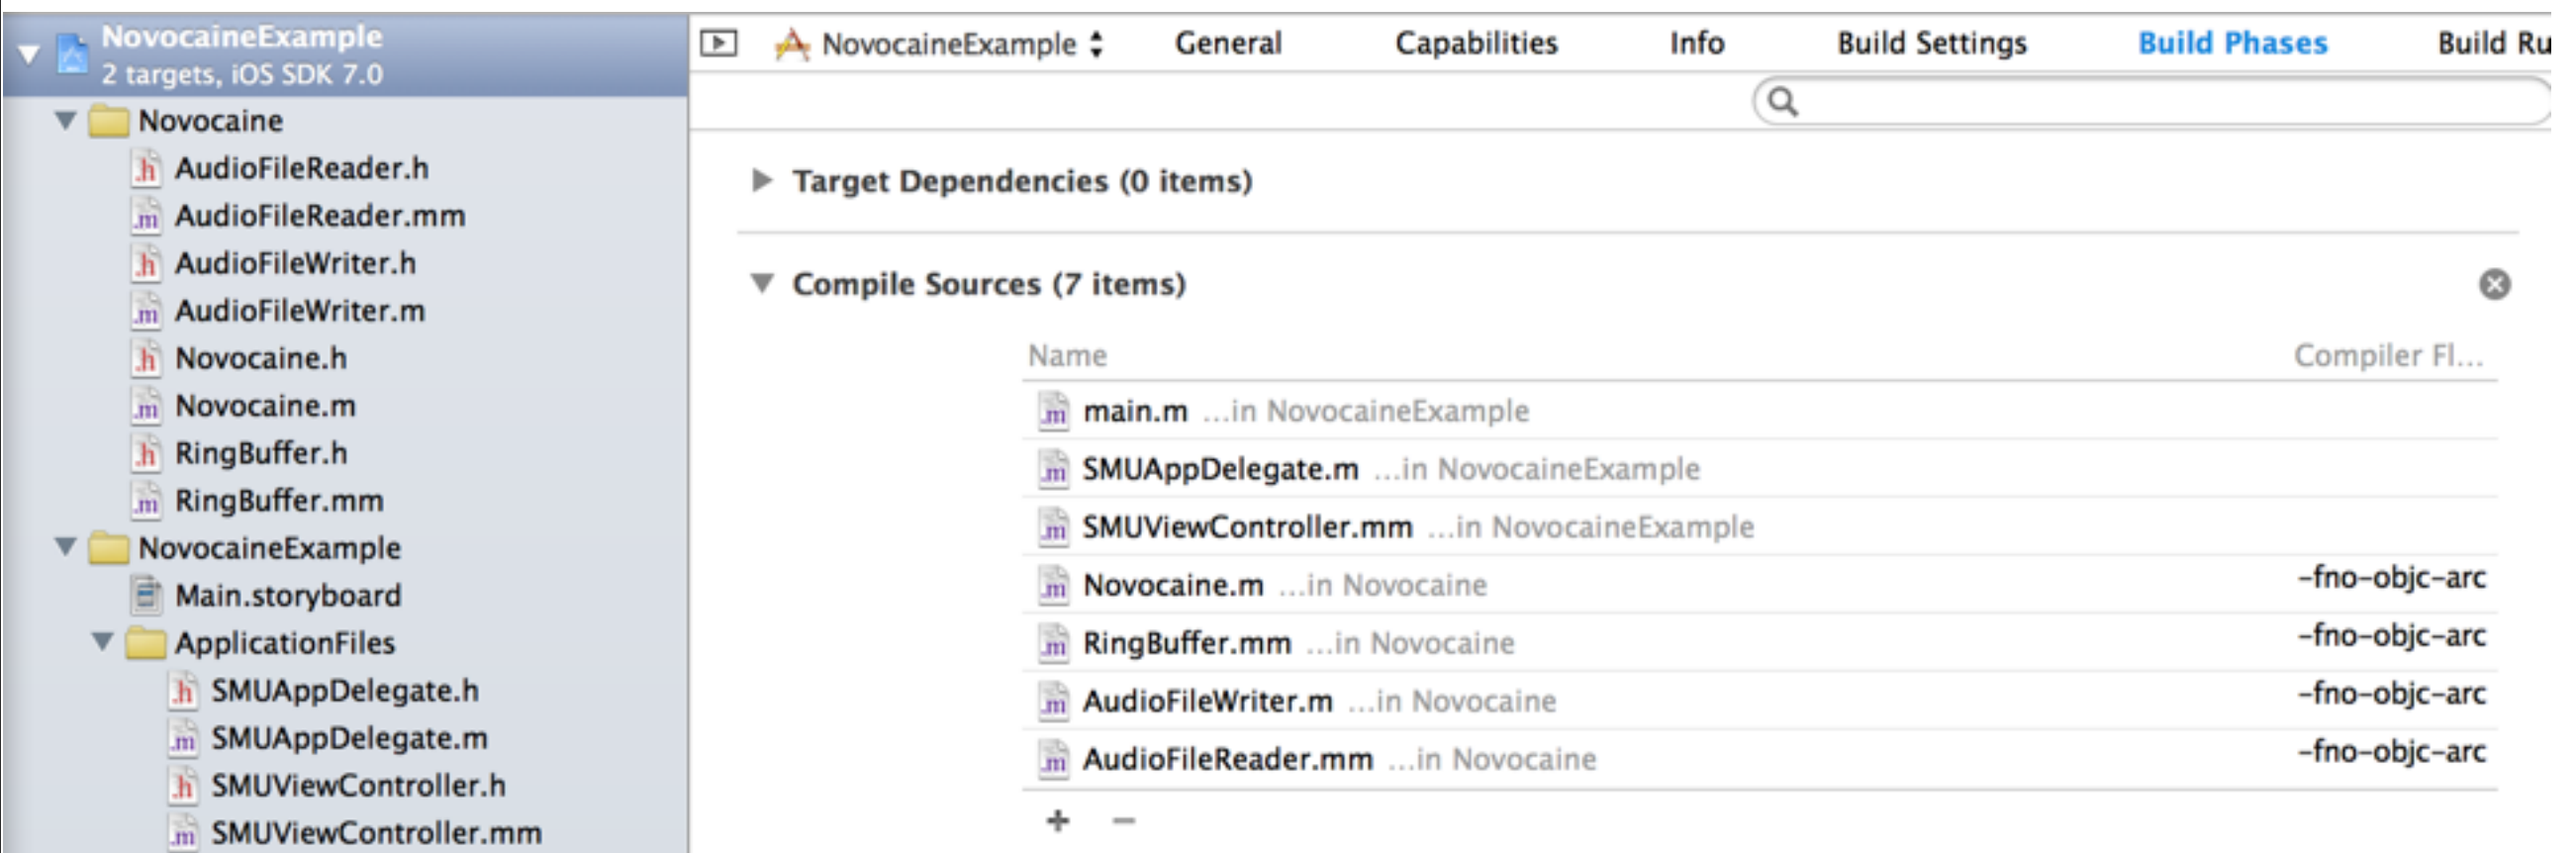 NovocaineExample
2 targets, iOS SDK 7.0
Novocaine
AudioFileReader.h
AudioFileReader.mm
AudioFileWriter.h
AudioFileWriter.m
Novocaine.h
Novocaine.m
RingBuffer.h
RingBuffer.mm
NovocaineExample
Main.storyboard
ApplicationFiles
SMUAppDelegate.h
SMUAppDelegate.m
SMUViewController.h
SMUViewController.mm
NovocaineExample General Capabilities Info Build Settings Build Phases Build Ru
Target Dependencies (0 items)
Compile Sources (7 items)
Name Compiler Fl...
main.m ...in NovocaineExample
SMUAppDelegate.m ...in NovocaineExample
SMUViewController.mm ...in NovocaineExample
Novocaine.m ...in Novocaine -fno-objc-arc
RingBuffer.mm ...in Novocaine -fno-objc-arc
AudioFileWriter.m ...in Novocaine -fno-objc-arc
AudioFileReader.mm ...in Novocaine -fno-objc-arc